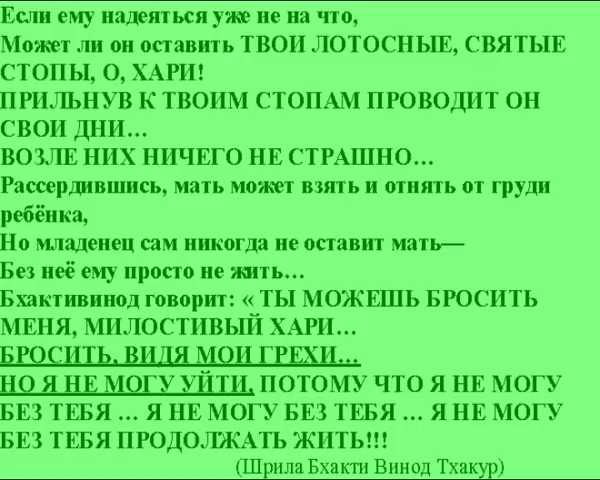 Если ему надеяться уже не на что,
Может ли он оставить ТВОИ ЛОТОСНЫЕ, СВЯТЫЕ
СТОПЫ, О, ХАРИ!
ПРИЛЬНУВ К ТВОИМ СТОПАМ ПРОВОДИТ ОН
СВОИ ДНИ…
ВОЗЛЕ НИХ НИЧЕГО НЕ СТРАШНО…
Рассердившись, мать может взять и отнять от груди
ребёнка,
Но младенец сам никогда не оставит мать—
Без неё ему просто не жить…
Бхактивинод говорит: « ТЫ МОЖЕШЬ БРОСИТЬ
МЕНЯ, МИЛОСТИВЫЙ ХАРИ…
БРОСИТЬ, ВИДЯ МОИ ГРЕХИ…
НО Я НЕ МОГУ УЙТИ, ПОТОМУ ЧТО Я НЕ МОГУ
БЕЗ ТЕБЯ … Я НЕ МОГУ БЕЗ ТЕБЯ … Я НЕ МОГУ
БЕЗ ТЕБЯ ПРОДОЛЖАТЬ ЖИТЬ!!!
(Шрила Бхакти Винод Тхакур)